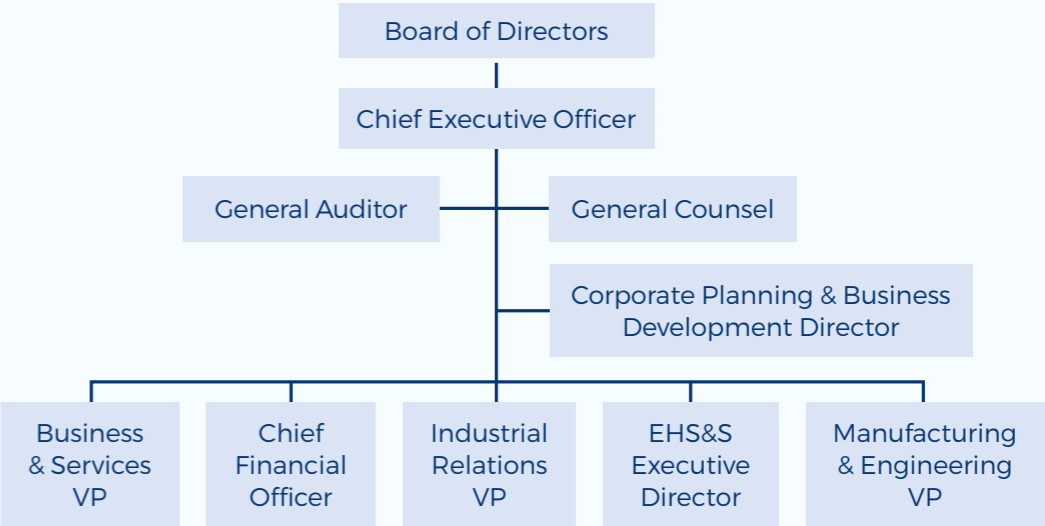 Board of Directors
Chief Executive Officer
General Auditor
General Counsel
Corporate Planning & Business
Development Director
Business
& Services
VP
Chief
Financial
Officer
Industrial
Relations
VP
EHS&S
Executive
Director
Manufacturing
& Engineering
VP